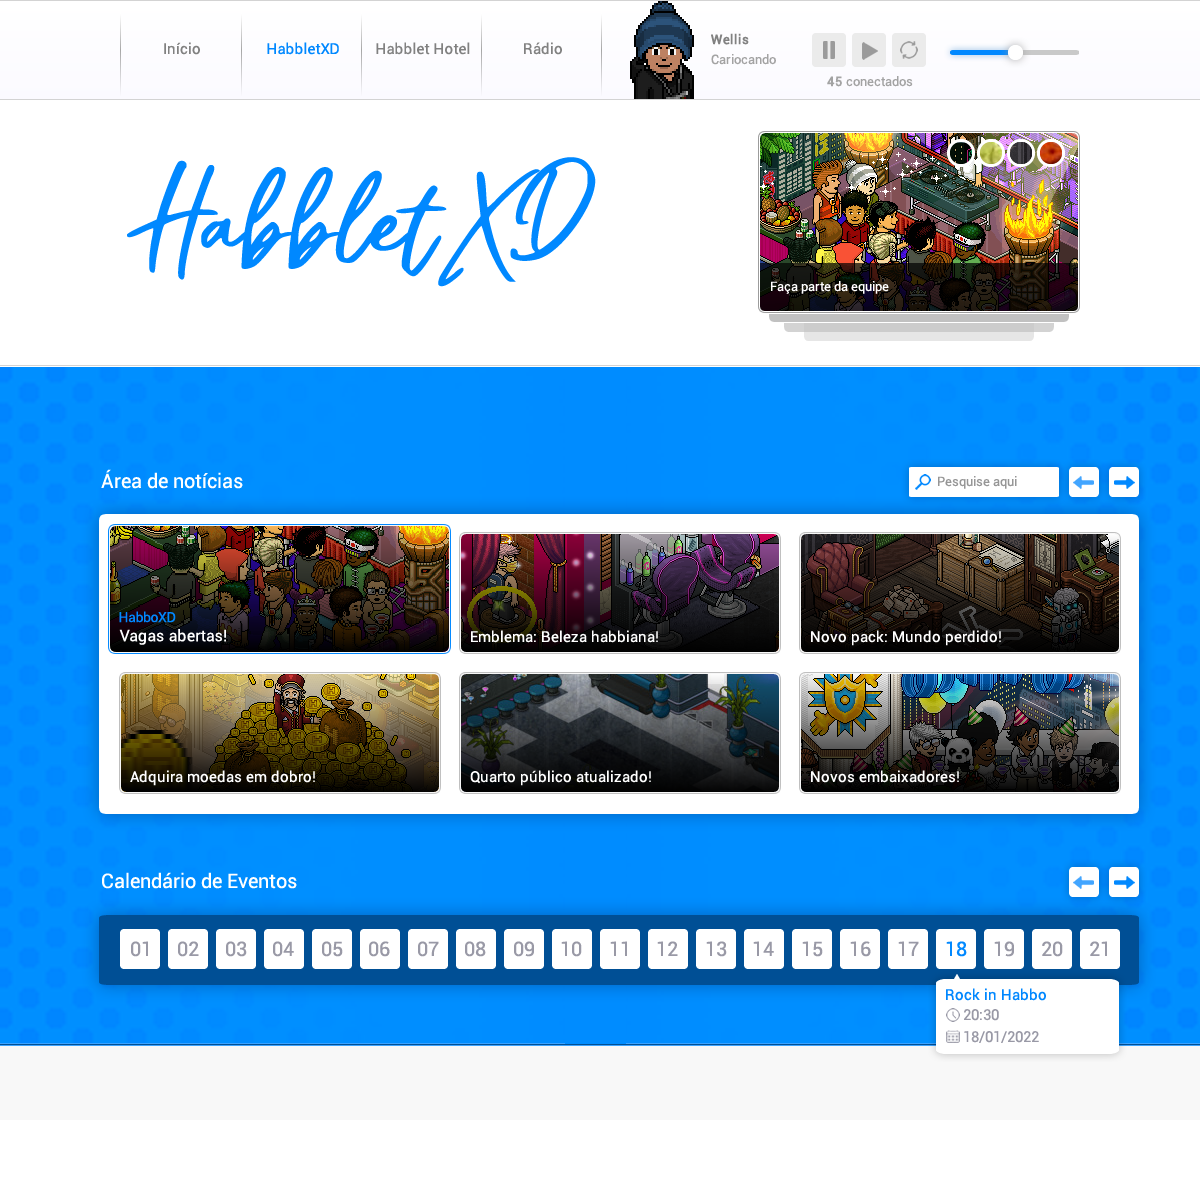 Início
HabbletXD
Habblet Hotel
Rádio
Wellis
Cariocando
45 conectados
Habblet XD
Faça parte da equipe
Área de notícias
Pesquise aqui
HabboXD
Vagas abertas!
Emblema: Beleza habbiana!
Novo pack: Mundo perdido!
Adquira moedas em dobro!
Quarto público atualizado!
Novos embaixadores!
Calendário de Eventos
01 02 03 04 05 06 07 08 09 10 11 12 13 14 15 16 17 18 19 20 21
Rock in Habbo
20:30
18/01/2022